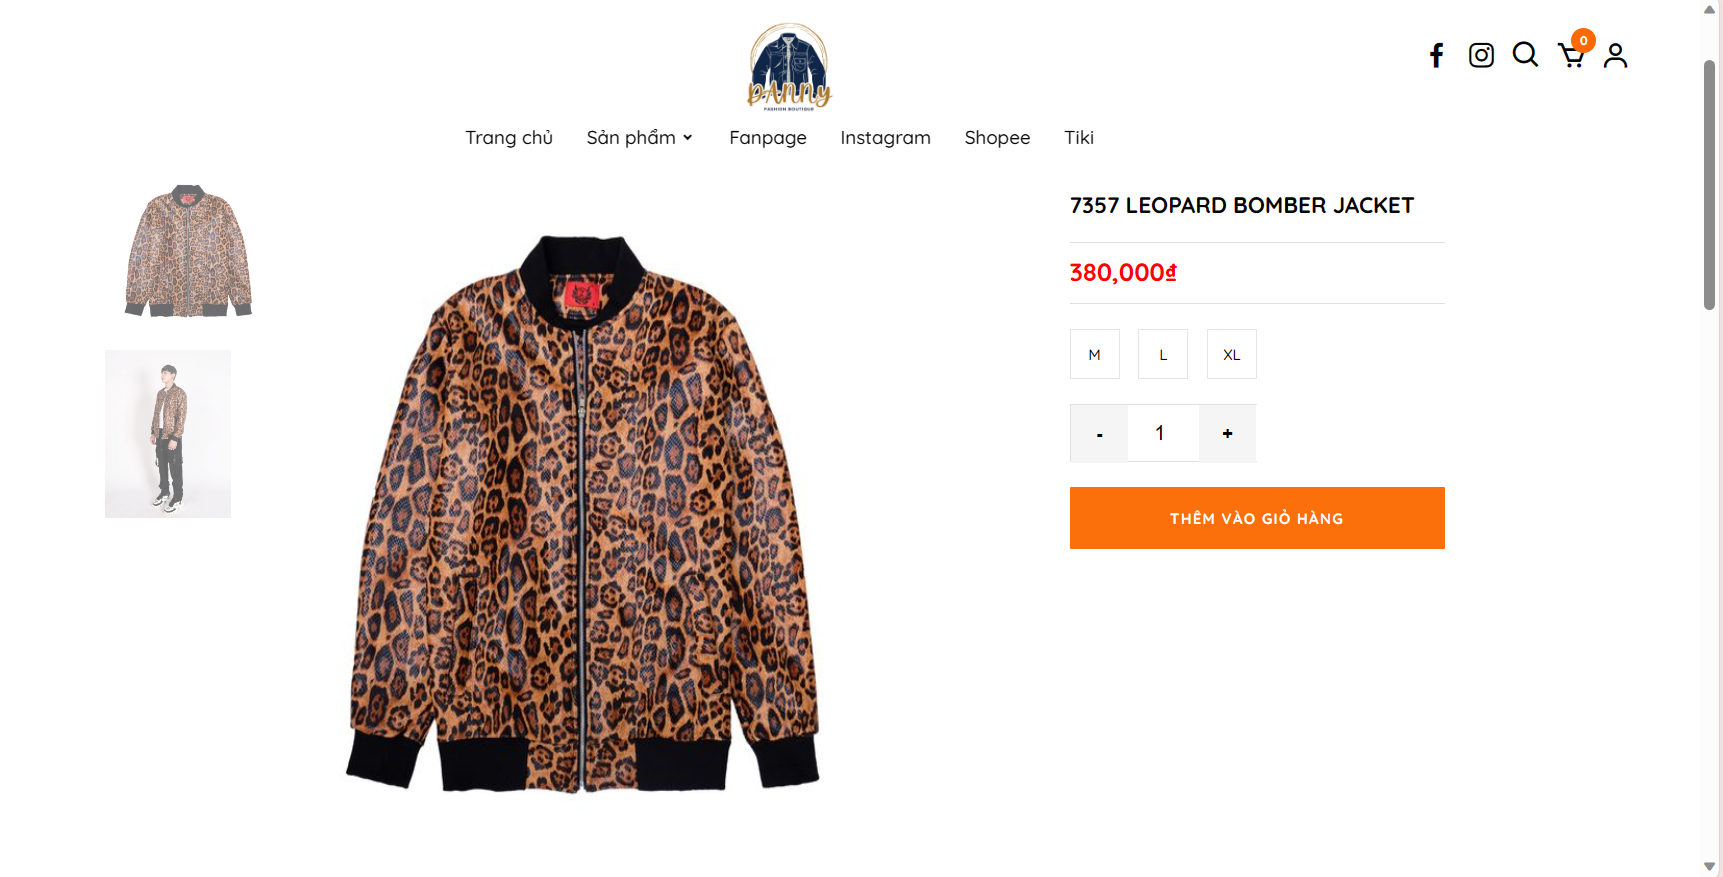 DANNY
FASHION BOUTIQUE
0
Trang chủ
Sản phẩm
Fanpage
Instagram
Shopee
Tiki
7357 LEOPARD BOMBER JACKET
380,000₫
M
L
XL
-
1
+
THÊM VÀO GIỎ HÀNG